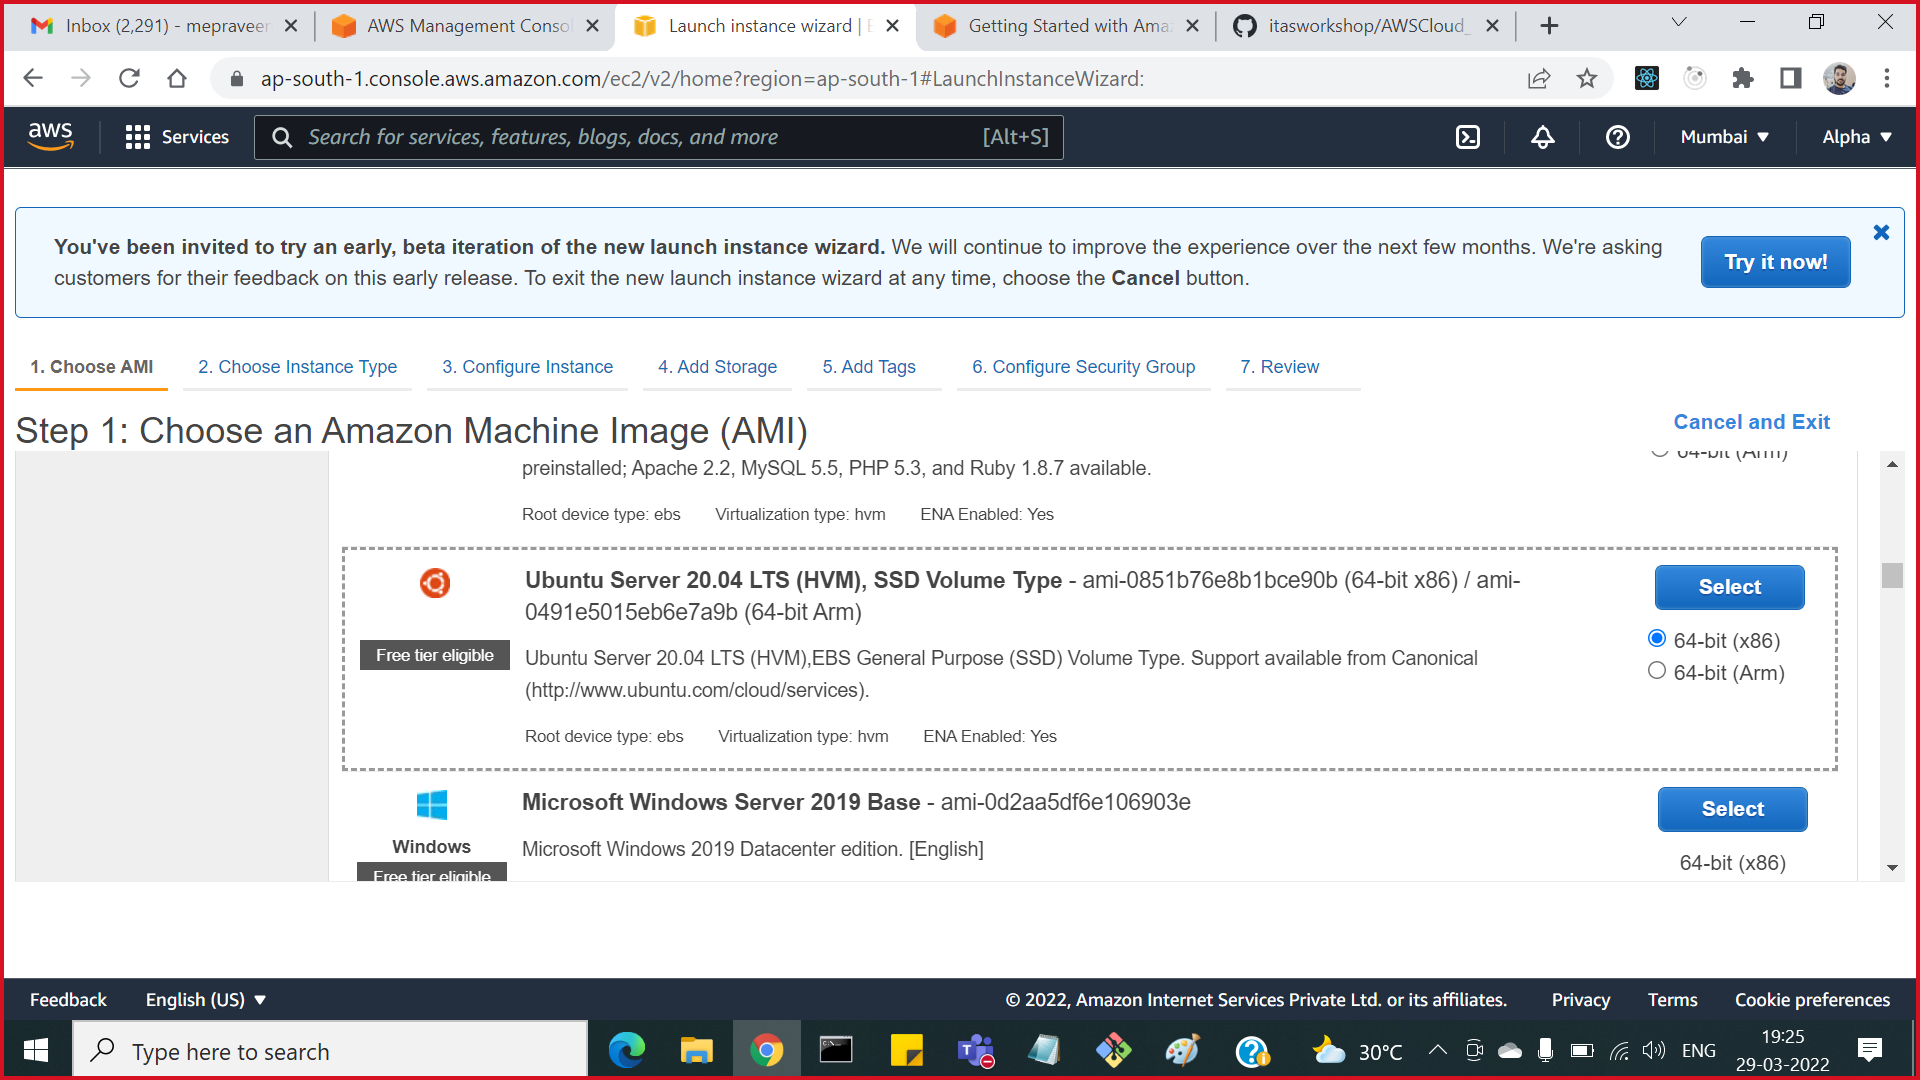 Inbox (2,291) - mepraveen
AWS Management Consol
Launch instance wizard | E
Getting Started with Amaz
itasworkshop/AWSCloud_
ap-south-1.console.aws.amazon.com/ec2/v2/home?region=ap-south-1#LaunchInstanceWizard:
aws
Services
Search for services, features, blogs, docs, and more
[Alt+S]
Mumbai
Alpha
You've been invited to try an early, beta iteration of the new launch instance wizard. We will continue to improve the experience over the next few months. We're asking
customers for their feedback on this early release. To exit the new launch instance wizard at any time, choose the Cancel button.
Try it now!
1. Choose AMI
2. Choose Instance Type
3. Configure Instance
4. Add Storage
5. Add Tags
6. Configure Security Group
7. Review
Step 1: Choose an Amazon Machine Image (AMI)
Cancel and Exit
preinstalled; Apache 2.2, MySQL 5.5, PHP 5.3, and Ruby 1.8.7 available.
64-bit (Arm)
Root device type: ebs Virtualization type: hvm ENA Enabled: Yes
Ubuntu Server 20.04 LTS (HVM), SSD Volume Type - ami-0851b76e8b1bce90b (64-bit x86) / ami-
0491e5015eb6e7a9b (64-bit Arm)
Select
64-bit (x86)
64-bit (Arm)
Free tier eligible
Ubuntu Server 20.04 LTS (HVM),EBS General Purpose (SSD) Volume Type. Support available from Canonical
(http://www.ubuntu.com/cloud/services).
Root device type: ebs Virtualization type: hvm ENA Enabled: Yes
Microsoft Windows Server 2019 Base - ami-0d2aa5df6e106903e
Select
Windows
Microsoft Windows 2019 Datacenter edition. [English]
64-bit (x86)
Free tier eligible
Feedback
English (US)
© 2022, Amazon Internet Services Private Ltd. or its affiliates.
Privacy
Terms
Cookie preferences
Type here to search
30°C
ENG
19:25
29-03-2022